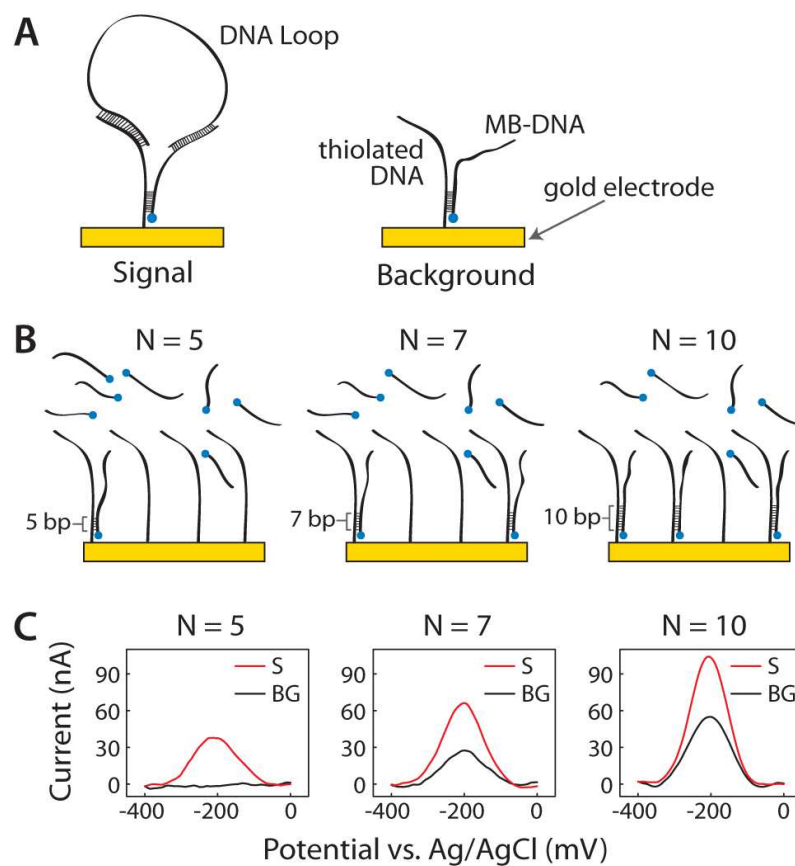 A
DNA Loop
MB-DNA
thiolated
DNA
gold electrode
Signal
Background
B
N = 5
N = 7
N = 10
5 bp
7 bp
10 bp
C
N = 5
N = 7
N = 10
Current (nA)
90
60
30
0
S
BG
-400
-200
0
90
60
30
0
S
BG
-400
-200
0
90
60
30
0
S
BG
-400
-200
0
Potential vs. Ag/AgCl (mV)